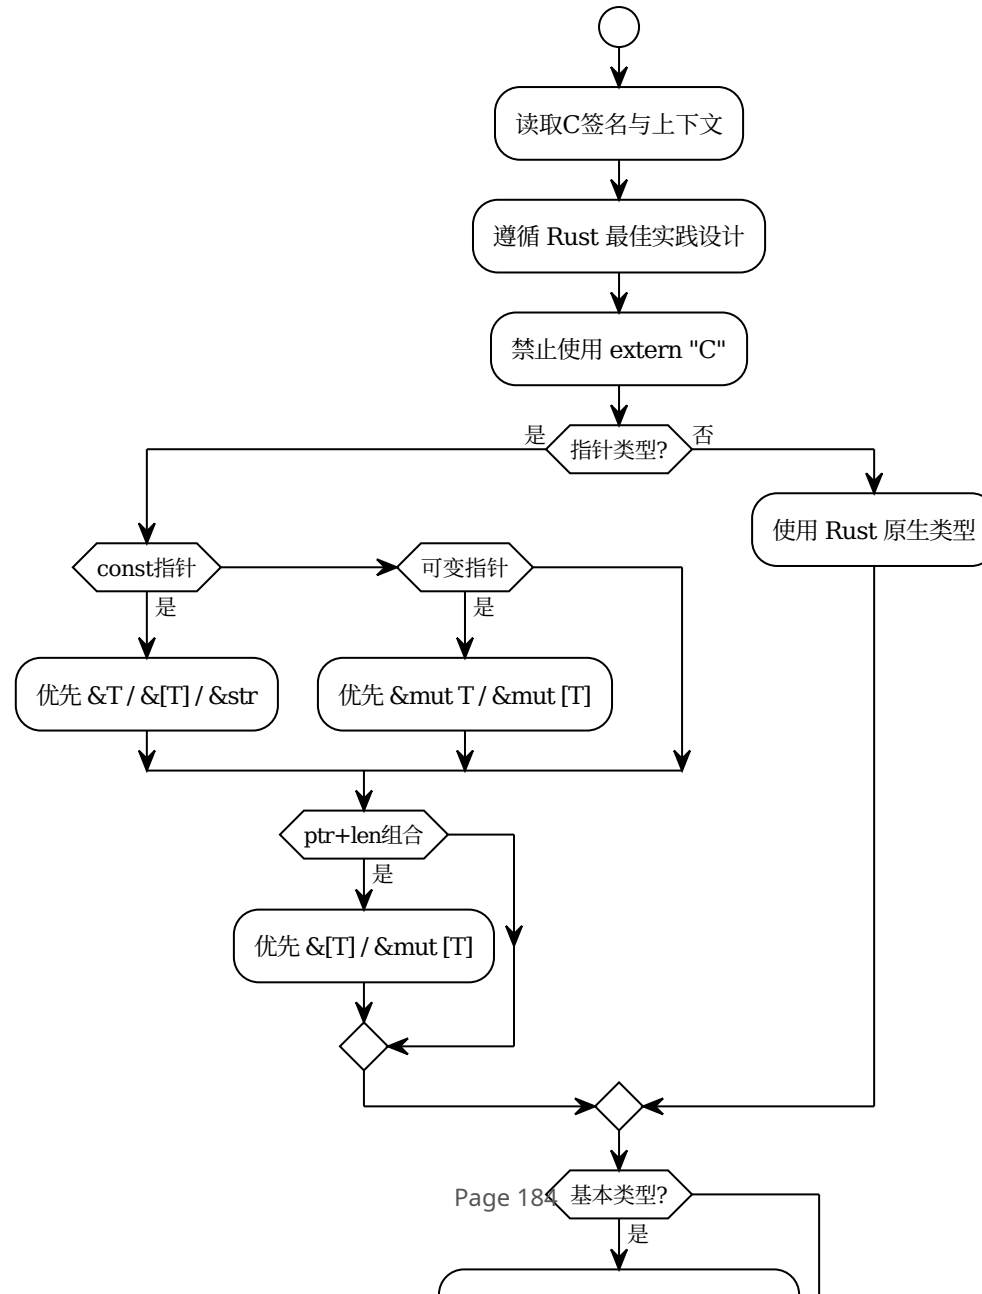 读取C签名与上下文
遵循 Rust 最佳实践设计
禁止使用 extern "C"
是
指针类型?
否
使用 Rust 原生类型
const指针
可变指针
是
是
优先 &T / &[T] / &str
优先 &mut T / &mut [T]
ptr+len组合
是
优先 &[T] / &mut [T]
Page 184
基本类型?
是